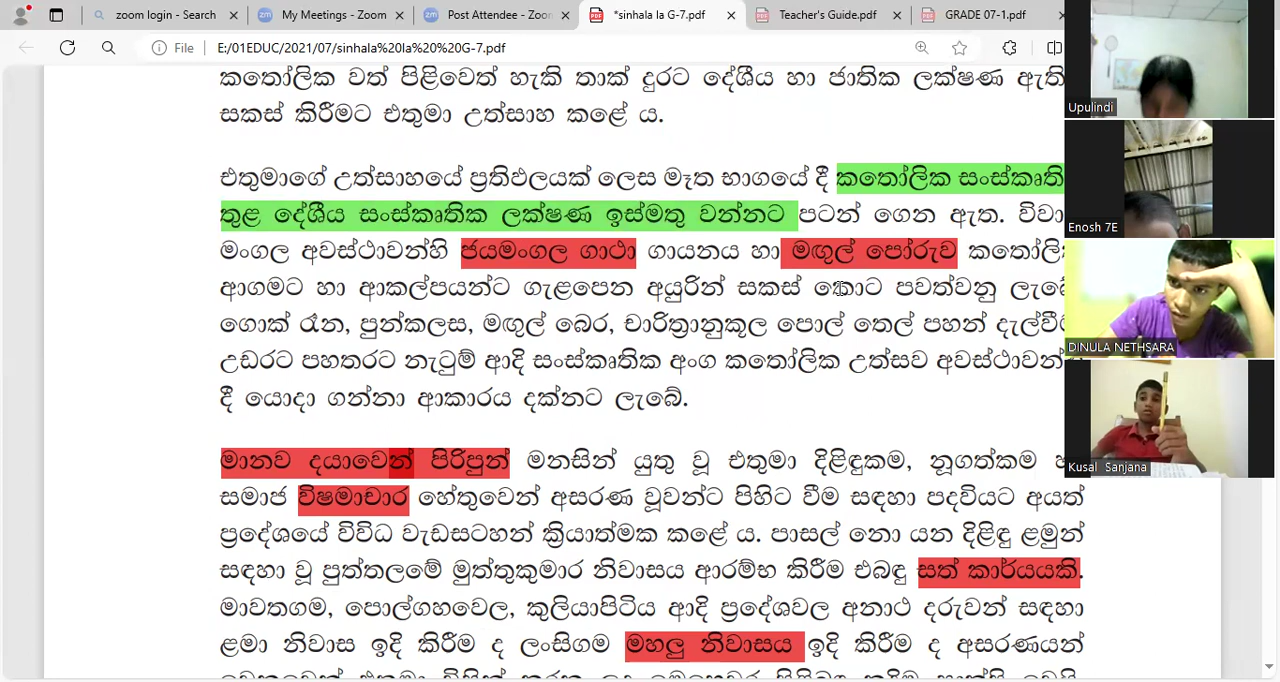 zoom login - Search
My Meetings - Zoom
Post Attendee - Zoon
*sinhala la G-7.pdf
Teacher's Guide.pdf
GRADE 07-1.pdf
File
E:/01EDUC/2021/07/sinhala%20la%20%20G-7.pdf
කතෝලික වත් පිළිවෙත් හැකි තාක් දුරට දේශීය හා ජාතික ලක්ෂණ ඇති
සකස් කිරීමට එතුමා උත්සාහ කළේ ය.
එතුමාගේ උත්සාහයේ ප්‍රතිඵලයක් ලෙස මෑත භාගයේ දී කතෝලික සංස්කෘති
තුළ දේශීය සංස්කෘතික ලක්ෂණ ඉස්මතු වන්නට පටන් ගෙන ඇත. විවා
මංගල අවස්ථාවන්හි ජයමංගල ගාථා ගායනය හා මඟුල් පෝරුව කතෝලි
ආගමට හා ආකල්පයන්ට ගැළපෙන අයුරින් සකස් කොට පවත්වනු ලැබේ
ගොක් රෑන, පුන්කලස, මඟුල් බෙර, චාරිත්‍රානුකූල පොල් තෙල් පහන් දැල්වී
උඩරට පහතරට නැටුම් ආදි සංස්කෘතික අංග කතෝලික උත්සව අවස්ථාවන්
දී යොදා ගන්නා ආකාරය දක්නට ලැබේ.
මානව දයාවෙන් පිරිපුන් මනසින් යුතු වූ එතුමා දිළිඳුකම, නූගත්කම හ
සමාජ විෂමාචාර හේතුවෙන් අසරණ වූවන්ට පිහිට වීම සඳහා පදවියට අයත්
ප්‍රදේශයේ විවිධ වැඩසටහන් ක්‍රියාත්මක කළේ ය. පාසල් නො යන දිළිඳු ළමුන්
සඳහා වූ පුත්තලමේ මුත්තුකුමාර නිවාසය ආරම්භ කිරීම එබඳු සත් කාර්යයකි.
මාවතගම, පොල්ගහවෙල, කුලියාපිටිය ආදි ප්‍රදේශවල අනාථ දරුවන් සඳහා
ළමා නිවාස ඉදි කිරීම ද ලංසිගම මහලු නිවාසය ඉදි කිරීම ද අසරණයන්
Upulindi
Enosh 7E
DINULA NETHSARA
Kusal Sanjana